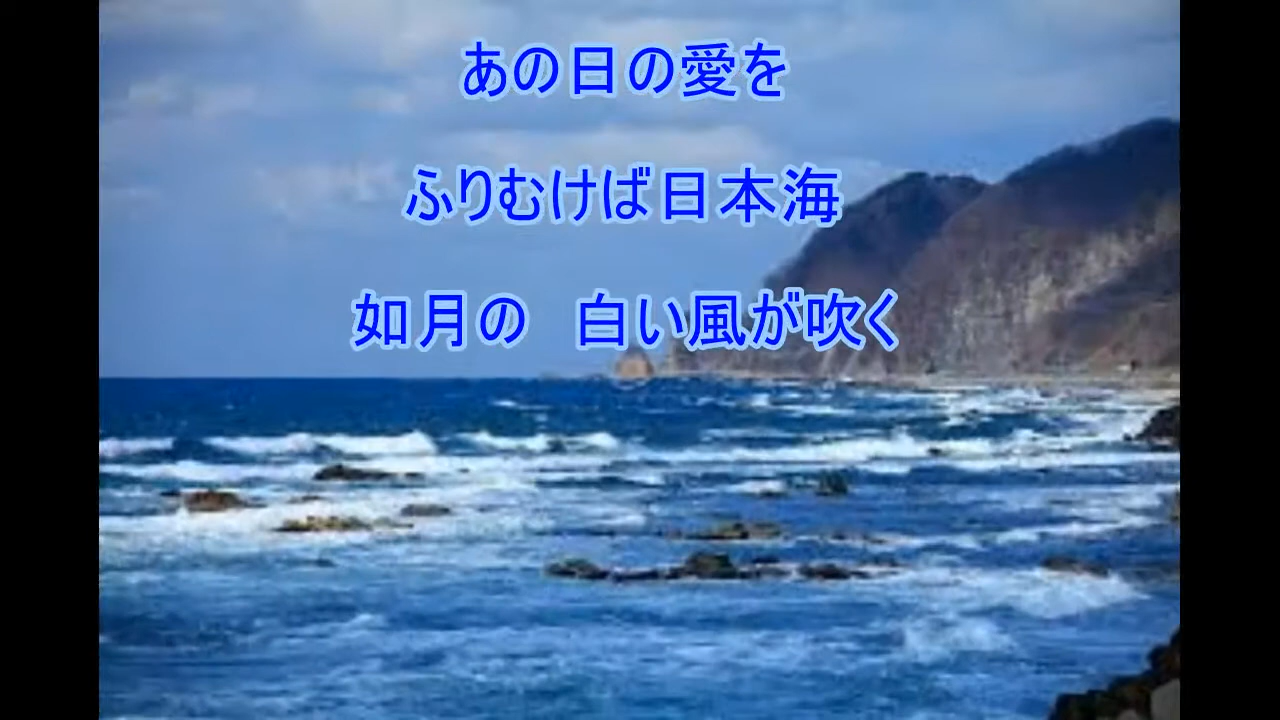 あの日の愛を
ふりむけば日本海
如月の　白い風が吹く